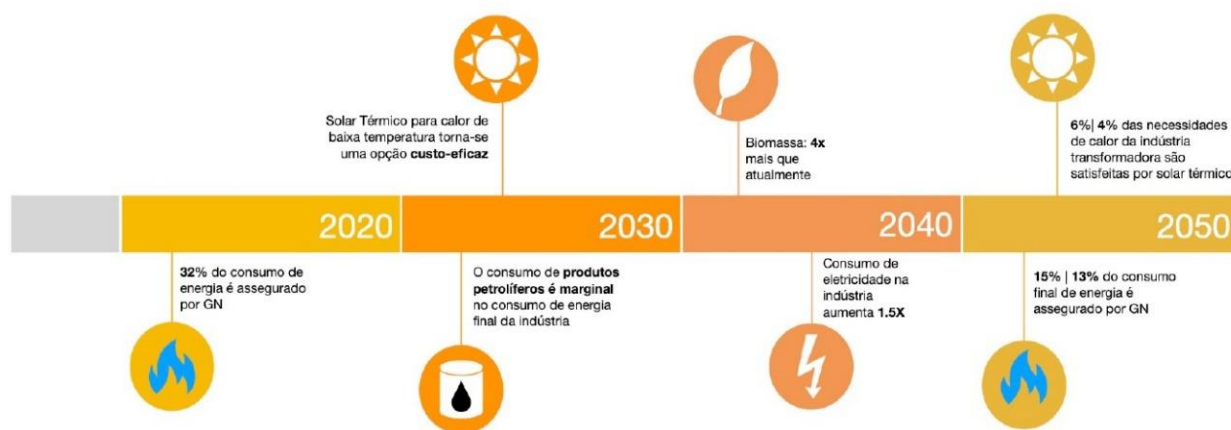 Solar Térmico para calor de
baixa temperatura torna-se
uma opção custo-eficaz
Biomassa: 4x
mais que
atualmente
6%| 4% das necessidades
de calor da indústria
transformadora são
satisfeitas por solar térmico
2020
2030
2040
2050
32% do consumo de
energia é assegurado
por GN
O consumo de produtos
petrolíferos é marginal
no consumo de energia
final da indústria
Consumo de
eletricidade na
indústria
aumenta 1.5X
15% | 13% do consumo
final de energia é
assegurado por GN